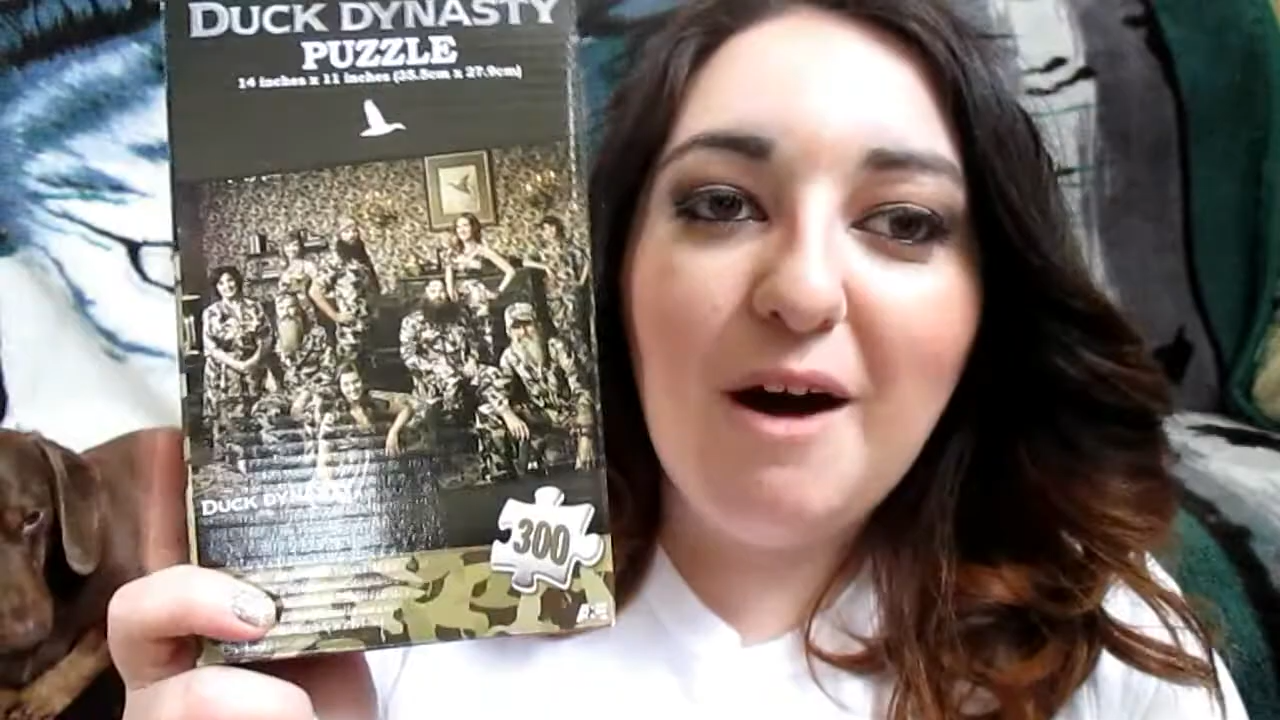 DUCK DYNASTY
PUZZLE
14 inches x 11 inches (35.5cm x 27.9cm)
DUCK DYNASTY
300
A&E